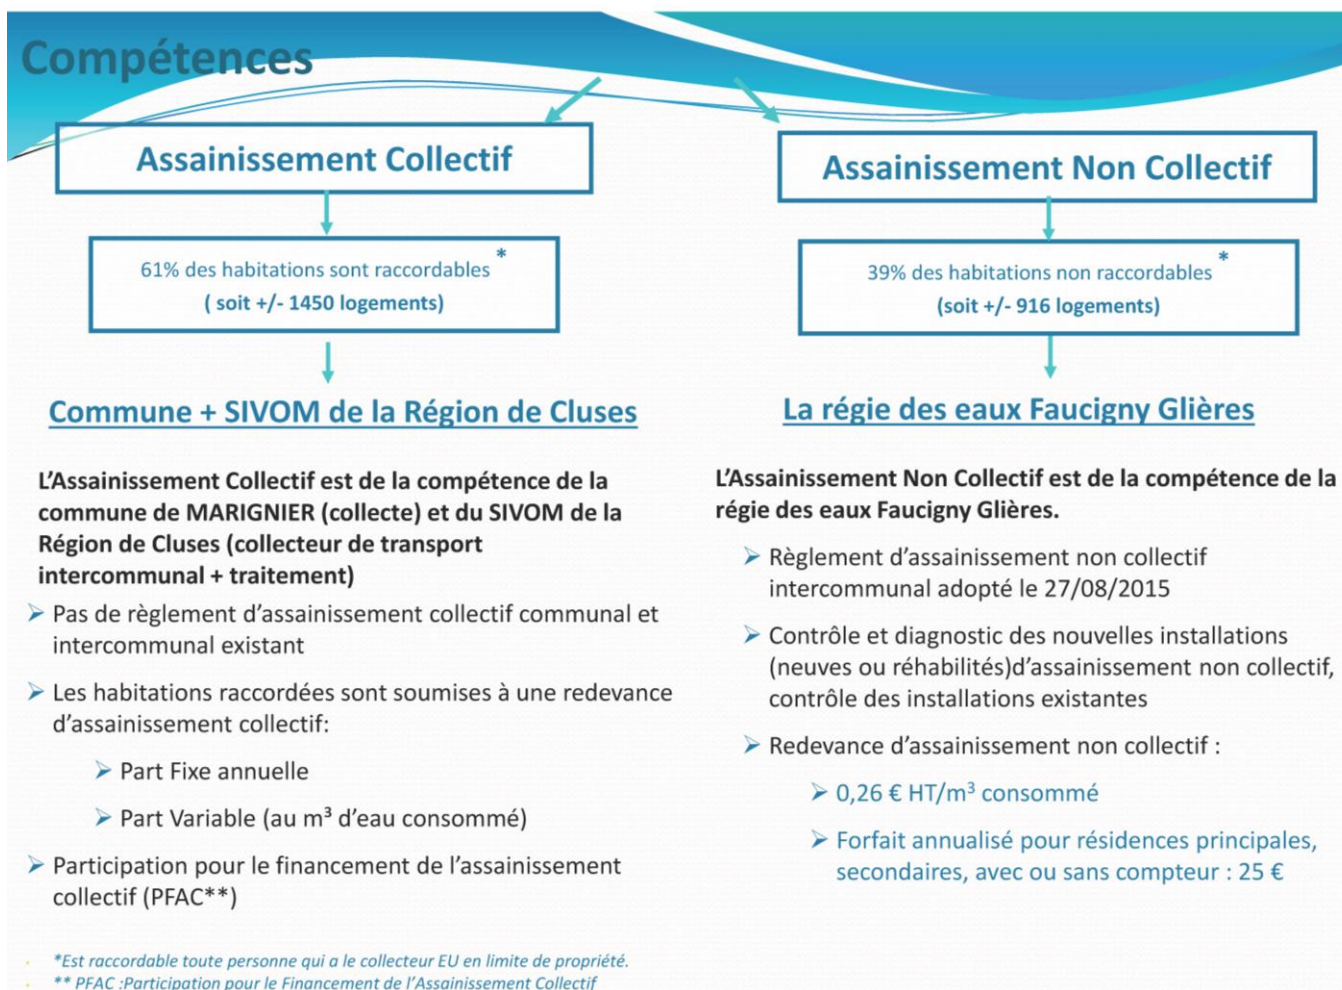 Compétences
Assainissement Collectif
61% des habitations sont raccordables *
( soit +/- 1450 logements)
Commune + SIVOM de la Région de Cluses
L’Assainissement Collectif est de la compétence de la
commune de MARIGNIER (collecte) et du SIVOM de la
Région de Cluses (collecteur de transport
intercommunal + traitement)
➢ Pas de règlement d’assainissement collectif communal et
intercommunal existant
➢ Les habitations raccordées sont soumises à une redevance
d’assainissement collectif:
➢ Part Fixe annuelle
➢ Part Variable (au m³ d’eau consommé)
➢ Participation pour le financement de l’assainissement
collectif (PFAC**)
Assainissement Non Collectif
39% des habitations non raccordables *
(soit +/- 916 logements)
La régie des eaux Faucigny Glières
L’Assainissement Non Collectif est de la compétence de la
régie des eaux Faucigny Glières.
➢ Règlement d’assainissement non collectif
intercommunal adopté le 27/08/2015
➢ Contrôle et diagnostic des nouvelles installations
(neuves ou réhabilités)d’assainissement non collectif,
contrôle des installations existantes
➢ Redevance d’assainissement non collectif :
➢ 0,26 € HT/m³ consommé
➢ Forfait annualisé pour résidences principales,
secondaires, avec ou sans compteur : 25 €
*Est raccordable toute personne qui a le collecteur EU en limite de propriété.
** PFAC :Participation pour le Financement de l’Assainissement Collectif